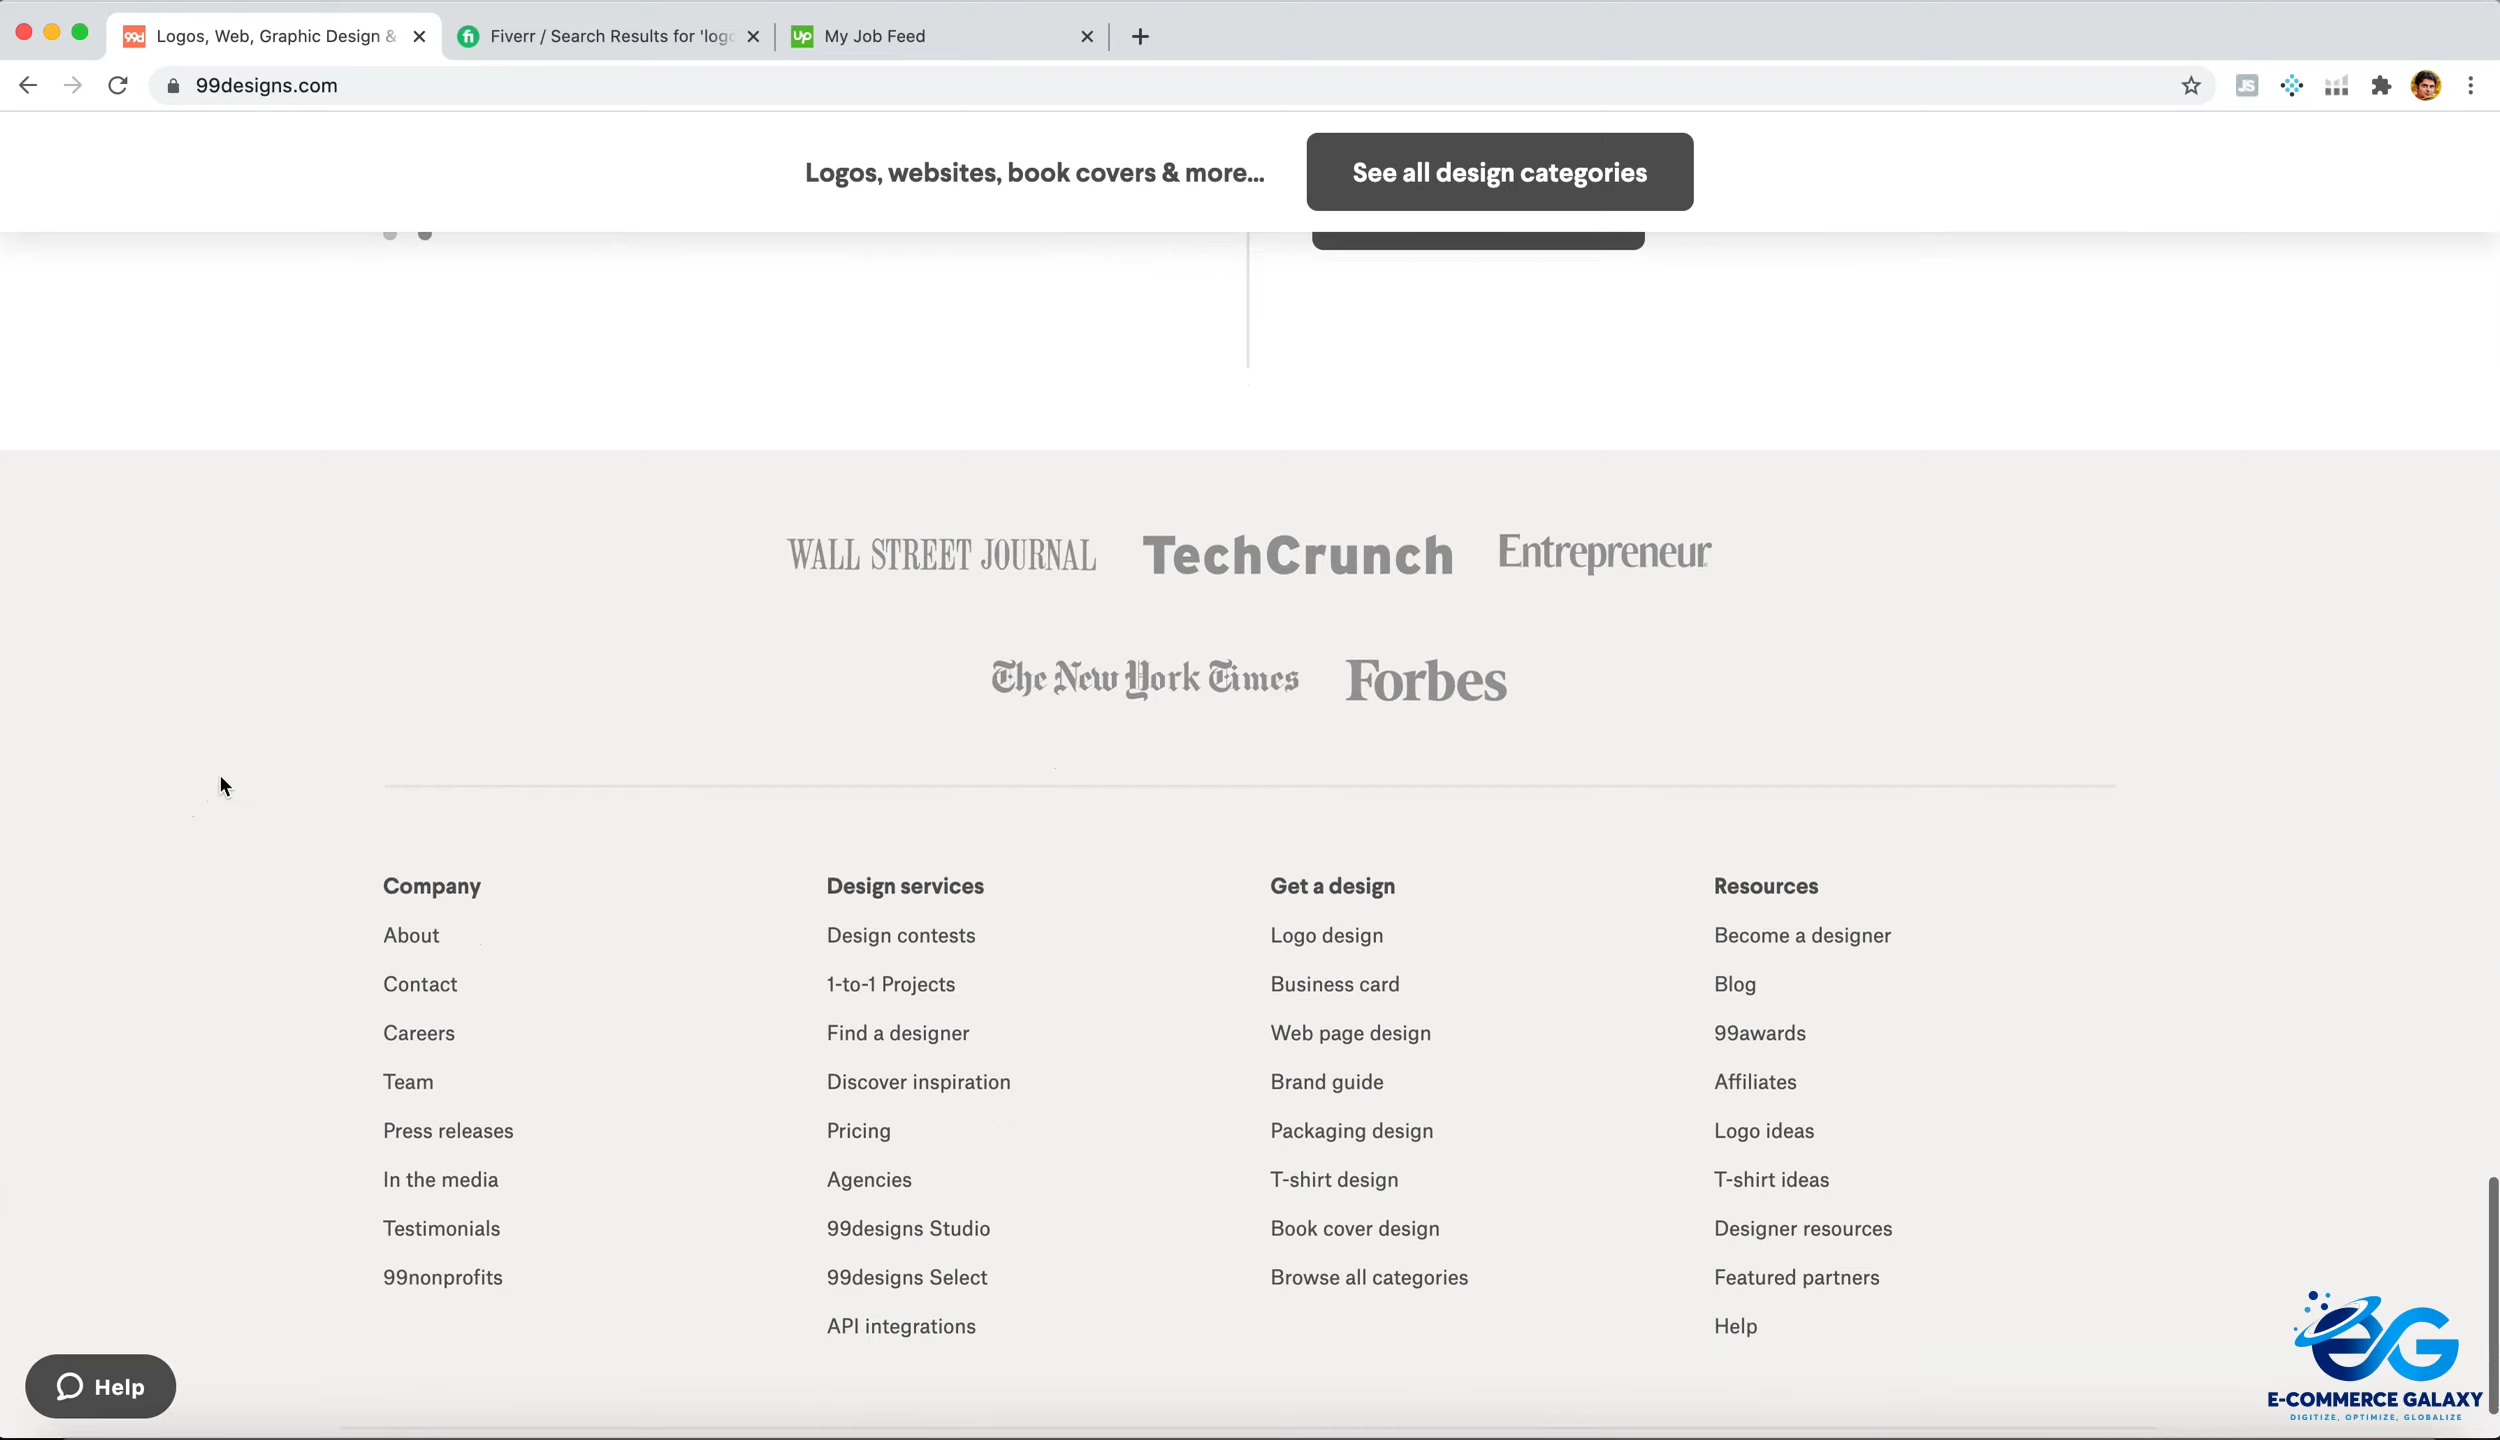 Logos, Web, Graphic Design &
Fiverr / Search Results for 'logo
My Job Feed
99designs.com
Logos, websites, book covers & more...
See all design categories
WALL STREET JOURNAL
TechCrunch
Entrepreneur
The New York Times
Forbes
Company
About
Contact
Careers
Team
Press releases
In the media
Testimonials
99nonprofits
Design services
Design contests
1-to-1 Projects
Find a designer
Discover inspiration
Pricing
Agencies
99designs Studio
99designs Select
API integrations
Get a design
Logo design
Business card
Web page design
Brand guide
Packaging design
T-shirt design
Book cover design
Browse all categories
Resources
Become a designer
Blog
99awards
Affiliates
Logo ideas
T-shirt ideas
Designer resources
Featured partners
Help
Help
E-COMMERCE GALAXY
DIGITIZE, OPTIMIZE, GLOBALIZE